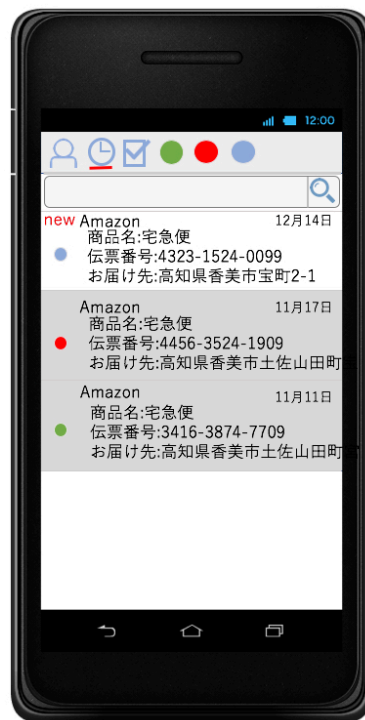 12:00
new Amazon 12月14日
商品名:宅急便
伝票番号:4323-1524-0099
お届け先:高知県香美市宝町2-1
Amazon 11月17日
商品名:宅急便
伝票番号:4456-3524-1909
お届け先:高知県香美市土佐山田町
Amazon 11月11日
商品名:宅急便
伝票番号:3416-3874-7709
お届け先:高知県香美市土佐山田町